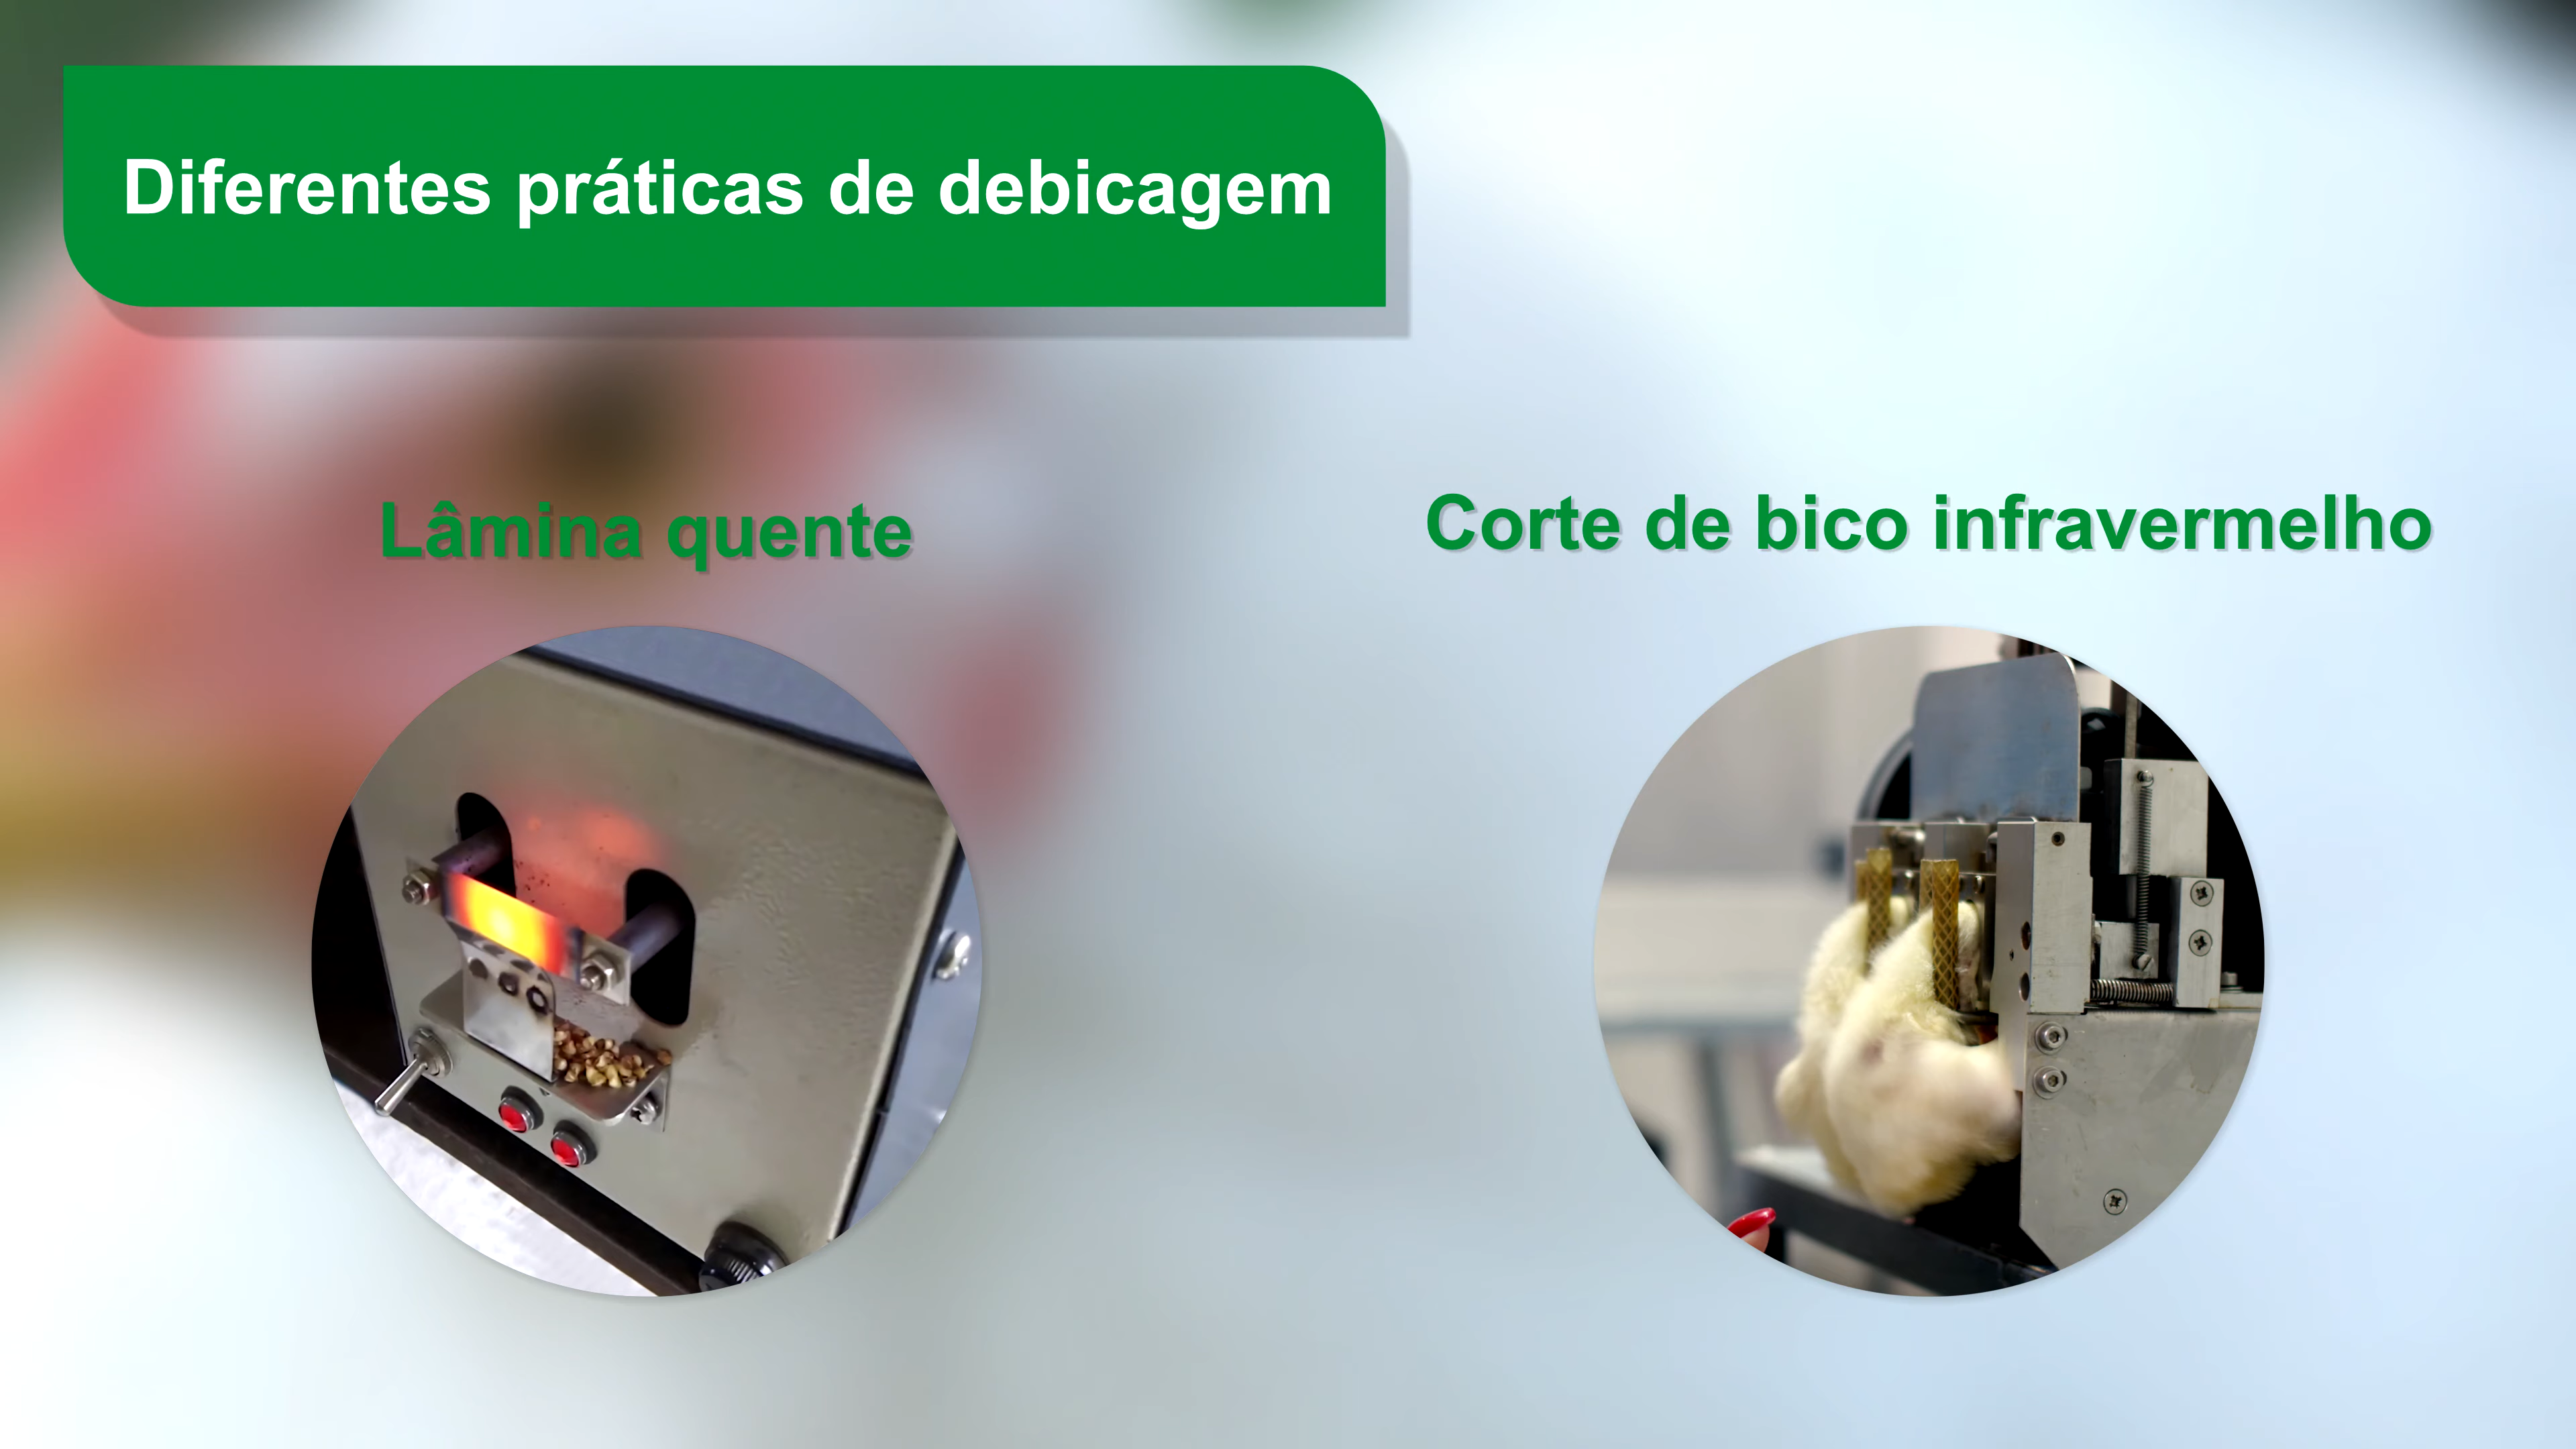 Diferentes práticas de debicagem
Lâmina quente
Corte de bico infravermelho